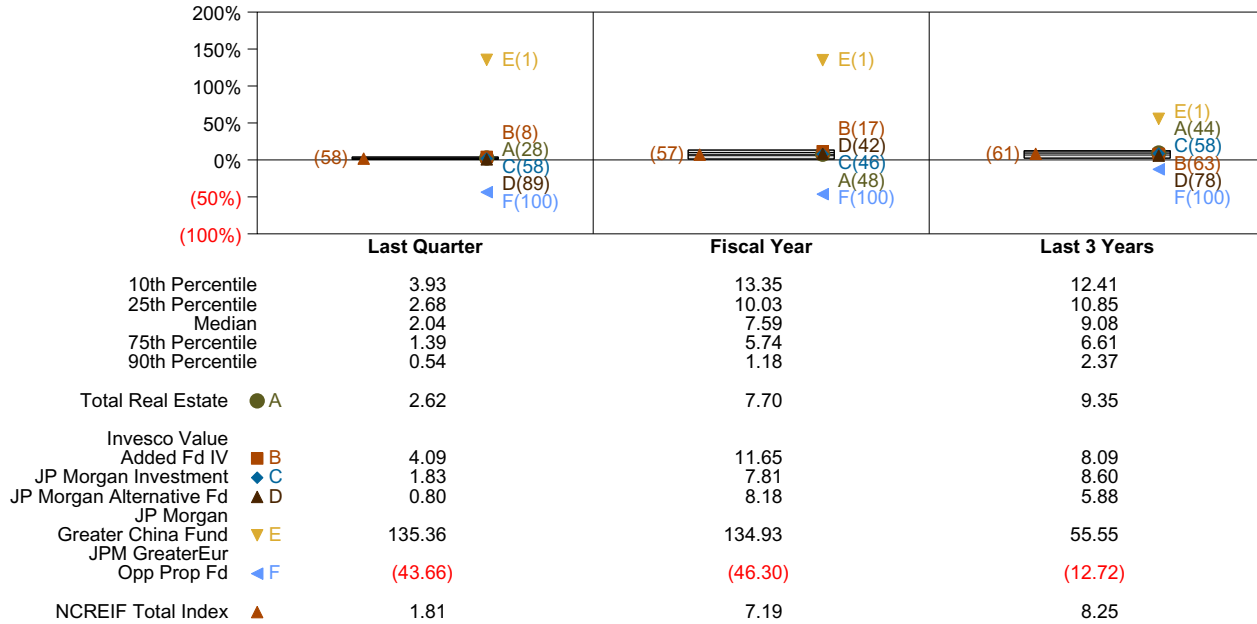 200%
150%
100%
50%
0%
(50%)
(100%)
(58)
E(1)
B(8)
A(28)
C(58)
D(89)
F(100)
(57)
E(1)
B(17)
D(42)
C(46)
A(48)
F(100)
(61)
E(1)
A(44)
C(58)
B(63)
D(78)
F(100)
Last Quarter Fiscal Year Last 3 Years
10th Percentile 3.93 13.35 12.41
25th Percentile 2.68 10.03 10.85
Median 2.04 7.59 9.08
75th Percentile 1.39 5.74 6.61
90th Percentile 0.54 1.18 2.37
Total Real Estate A 2.62 7.70 9.35
Invesco Value
Added Fd IV B 4.09 11.65 8.09
JP Morgan Investment C 1.83 7.81 8.60
JP Morgan Alternative Fd D 0.80 8.18 5.88
JP Morgan
Greater China Fund E 135.36 134.93 55.55
JPM GreaterEur
Opp Prop Fd F (43.66) (46.30) (12.72)
NCREIF Total Index 1.81 7.19 8.25